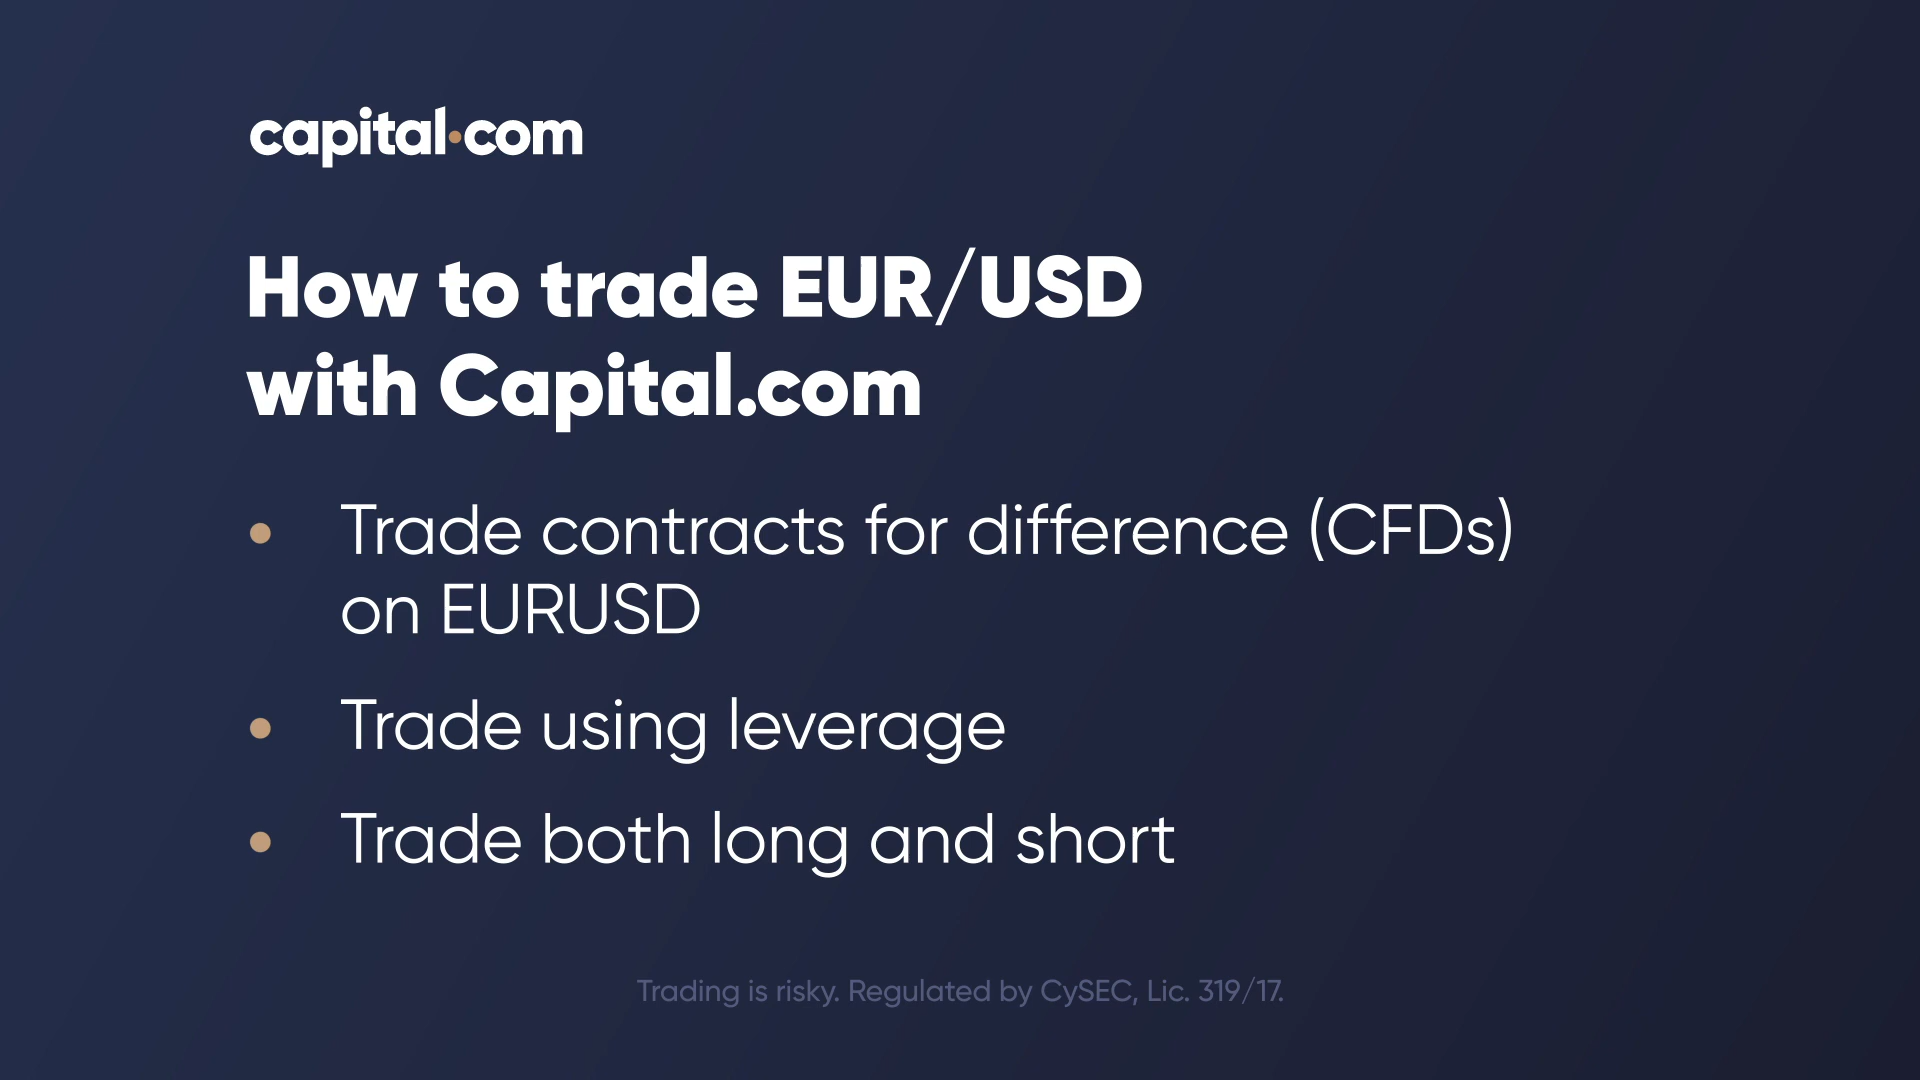 capital.com
How to trade EUR/USD
with Capital.com
• Trade contracts for difference (CFDs)
on EURUSD
• Trade using leverage
• Trade both long and short
Trading is risky. Regulated by CySEC, Lic. 319/17.